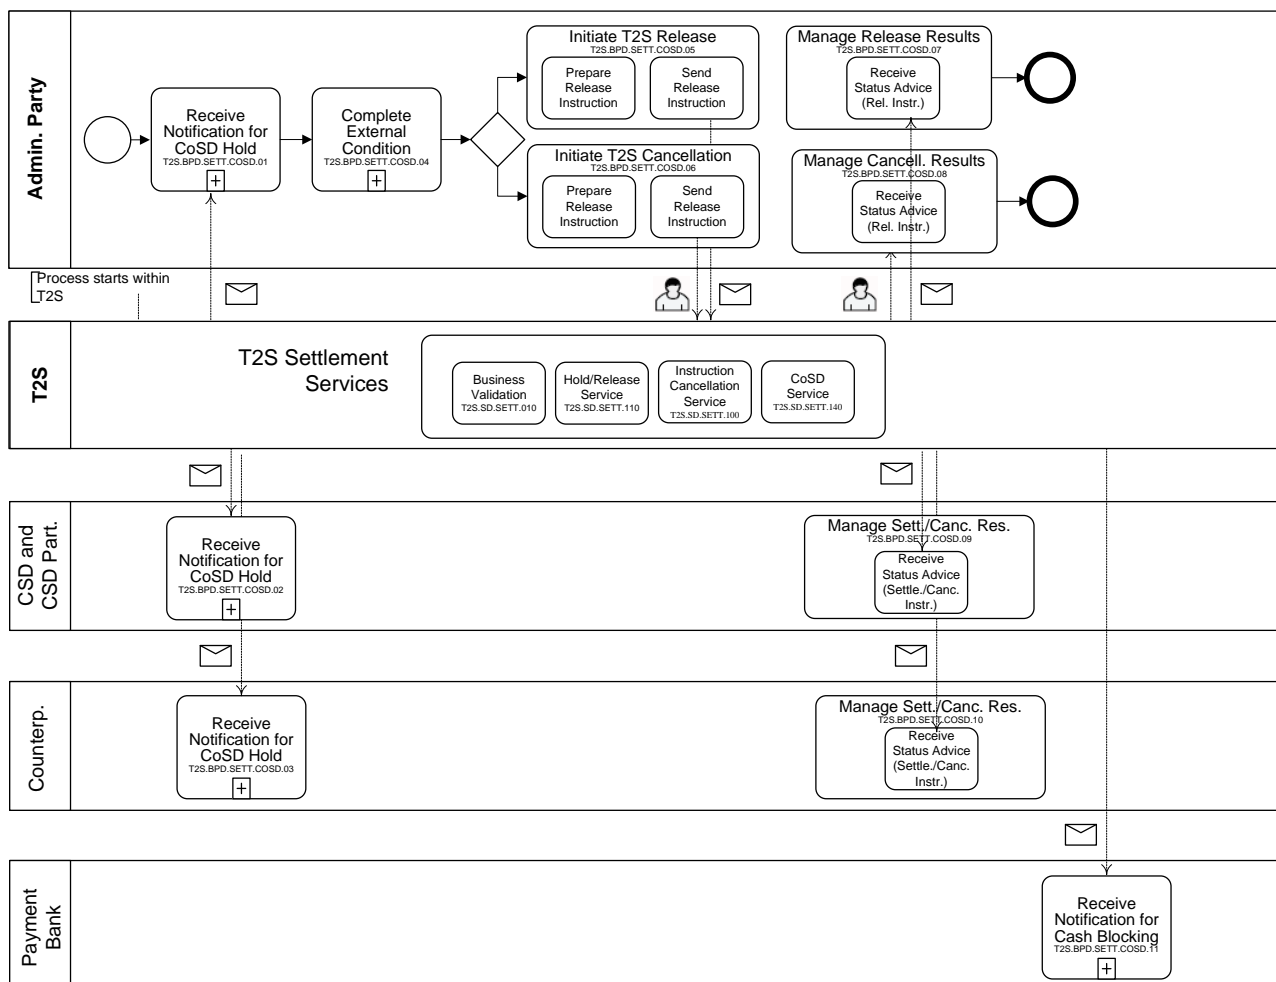 Admin. Party
Receive
Notification for
CoSD Hold
T2S.BPD.SETT.COSD.01
Complete
External
Condition
T2S.BPD.SETT.COSD.04
Initiate T2S Release
T2S.BPD.SETT.COSD.05
Prepare
Release
Instruction
Send
Release
Instruction
Initiate T2S Cancellation
T2S.BPD.SETT.COSD.06
Prepare
Release
Instruction
Send
Release
Instruction
Manage Release Results
T2S.BPD.SETT.COSD.07
Receive
Status Advice
(Rel. Instr.)
Manage Cancell. Results
T2S.BPD.SETT.COSD.08
Receive
Status Advice
(Rel. Instr.)
Process starts within
T2S
T2S
T2S Settlement
Services
Business
Validation
T2S.SD.SETT.010
Hold/Release
Service
T2S.SD.SETT.110
Instruction
Cancellation
Service
T2S.SD.SETT.100
CoSD
Service
T2S.SD.SETT.140
CSD and
CSD Part.
Receive
Notification for
CoSD Hold
T2S.BPD.SETT.COSD.02
Manage Sett./Canc. Res.
T2S.BPD.SETT.COSD.09
Receive
Status Advice
(Settle./Canc.
Instr.)
Counterp.
Receive
Notification for
CoSD Hold
T2S.BPD.SETT.COSD.03
Manage Sett./Canc. Res.
T2S.BPD.SETT.COSD.10
Receive
Status Advice
(Settle./Canc.
Instr.)
Payment
Bank
Receive
Notification for
Cash Blocking
T2S.BPD.SETT.COSD.11